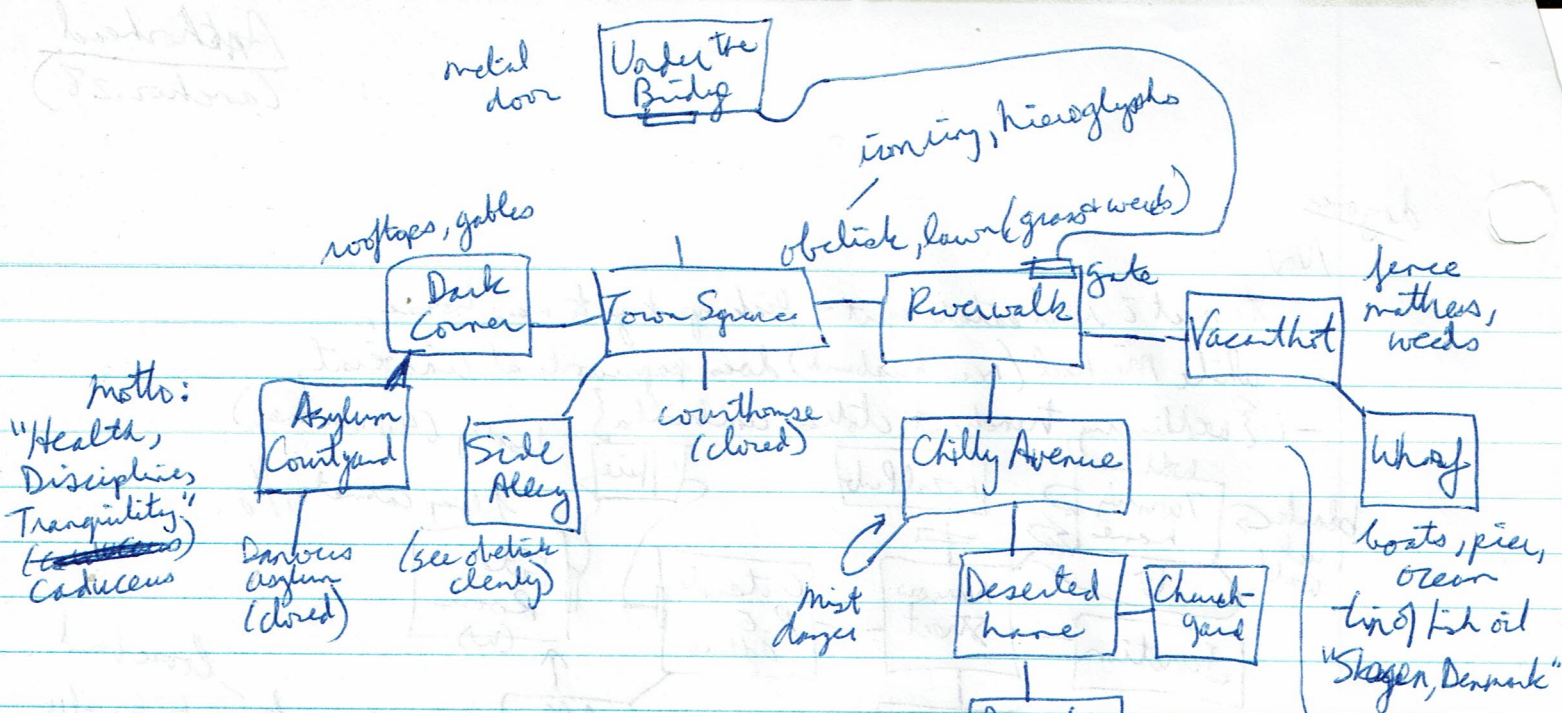 metal
door
Under the
Bridg
iron ring, hieroglyphs
rooftops, gables
obelisk, lawn (grass + weeds)
Dark
Corner
Town Square
Riverwalk
gate
Vacant lot
fence
mattress,
weeds
Motto:
"Health,
Discipline,
Tranquility."
Caduceus
Asylum
Courtyard
Danvers
asylum
(closed)
Side
Alley
(see obelisk
clearly)
courthouse
(closed)
Chilly Avenue
mist
danger
Deserted
Lane
Church-
yard
Wharf
boats, pier,
ocean
tin of fish oil
"Skagen, Denmark"